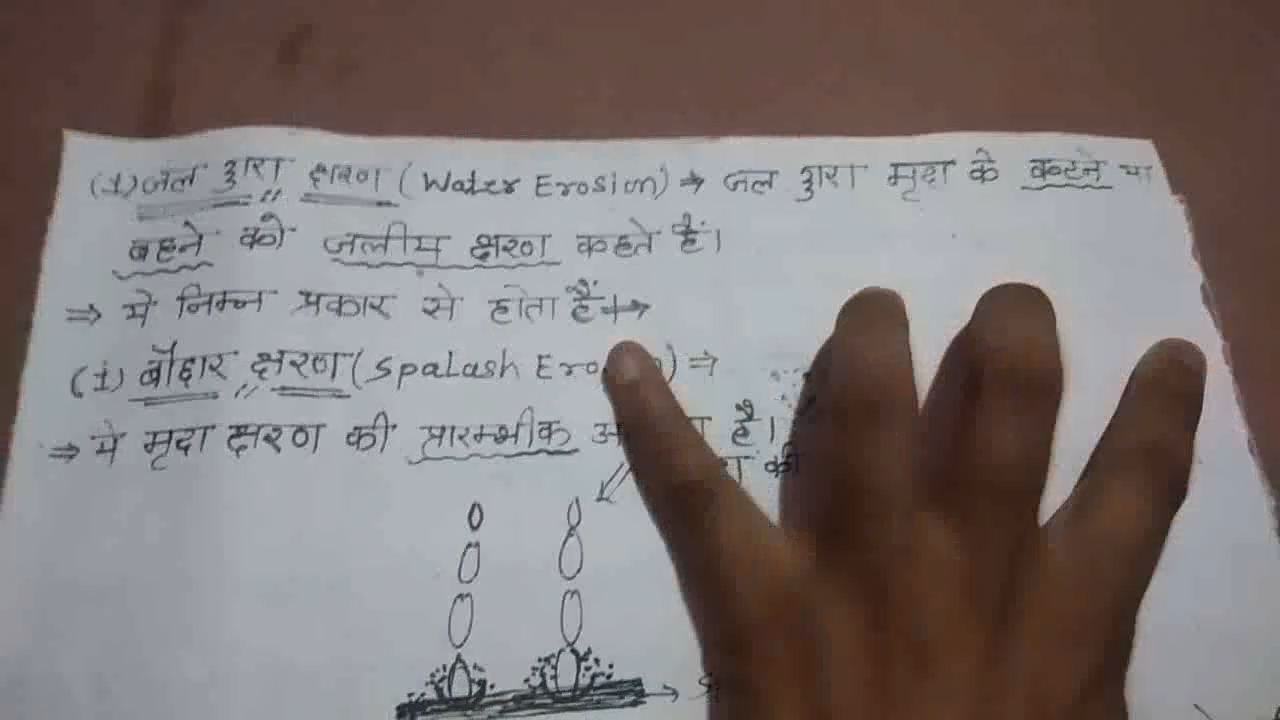 (1) जल द्वारा क्षरण (Water Erosion) ⇒ जल द्वारा मृदा के कटने या
बहने को जलीय क्षरण कहते हैं।
⇒ ये निम्न प्रकार से होता हैं। →
(i) बौछार क्षरण (Spalash Ero) ⇒
⇒ ये मृदा क्षरण की प्रारम्भीक है।
की